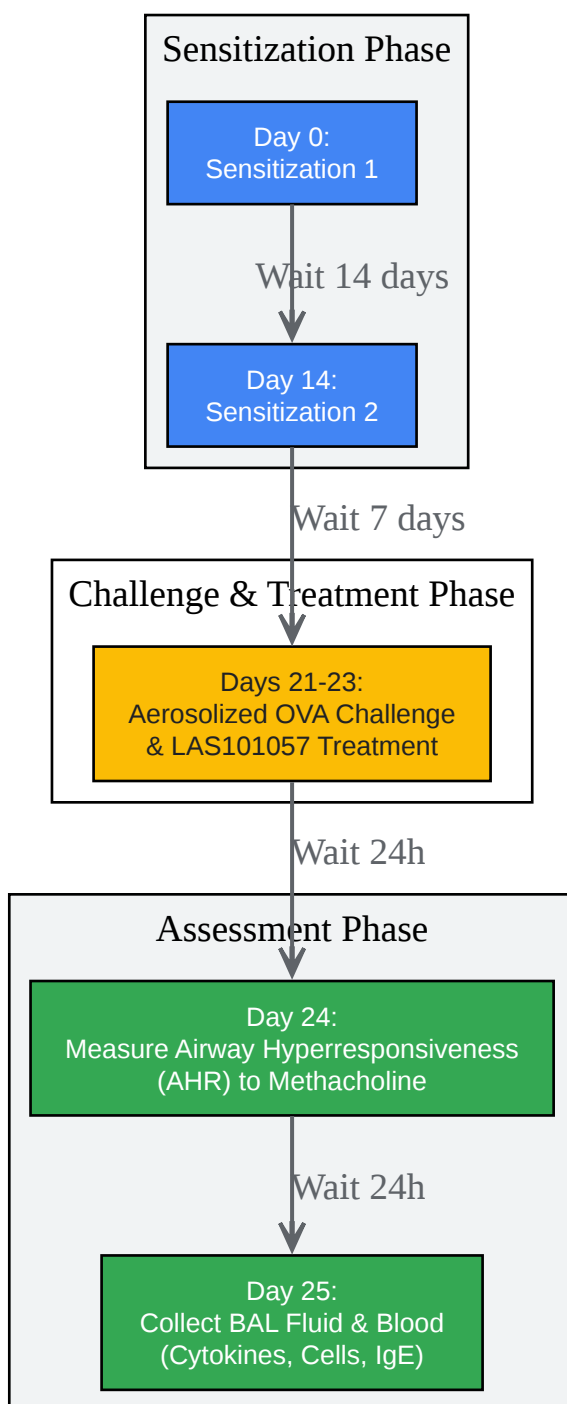 Sensitization Phase
Day 0:
Sensitization 1
Wait 14 days
Day 14:
Sensitization 2
Wait 7 days
Challenge & Treatment Phase
Days 21-23:
Aerosolized OVA Challenge
& LAS101057 Treatment
Wait 24h
Assessment Phase
Day 24:
Measure Airway Hyperresponsiveness
(AHR) to Methacholine
Wait 24h
Day 25:
Collect BAL Fluid & Blood
(Cytokines, Cells, IgE)